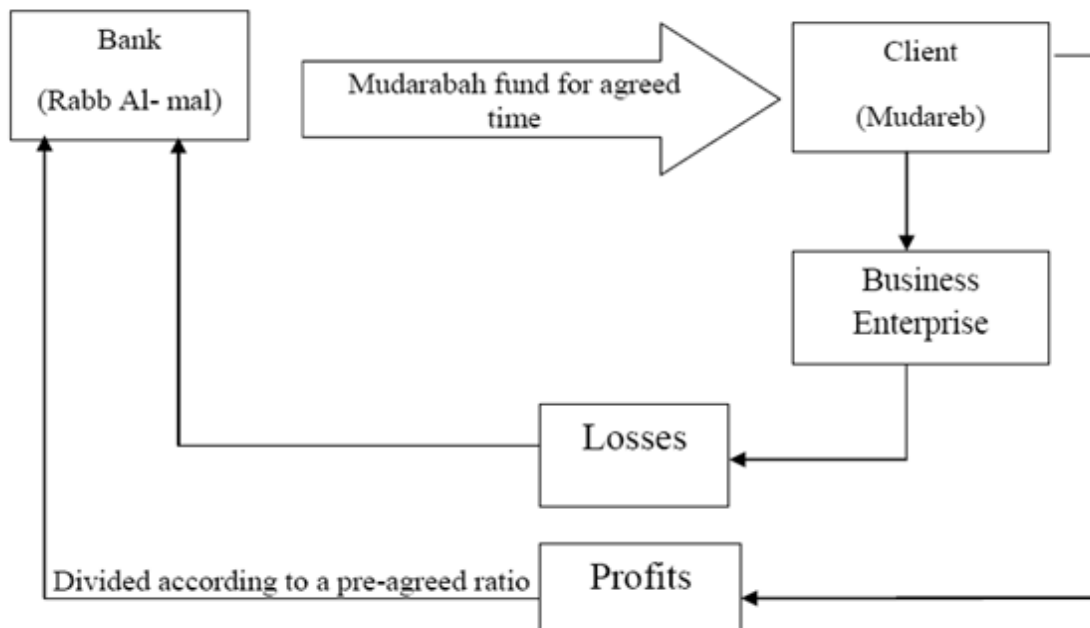 Bank
(Rabb Al- mal)
Mudarabah fund for agreed
time
Client
(Mudareb)
Business
Enterprise
Losses
Profits
Divided according to a pre-agreed ratio